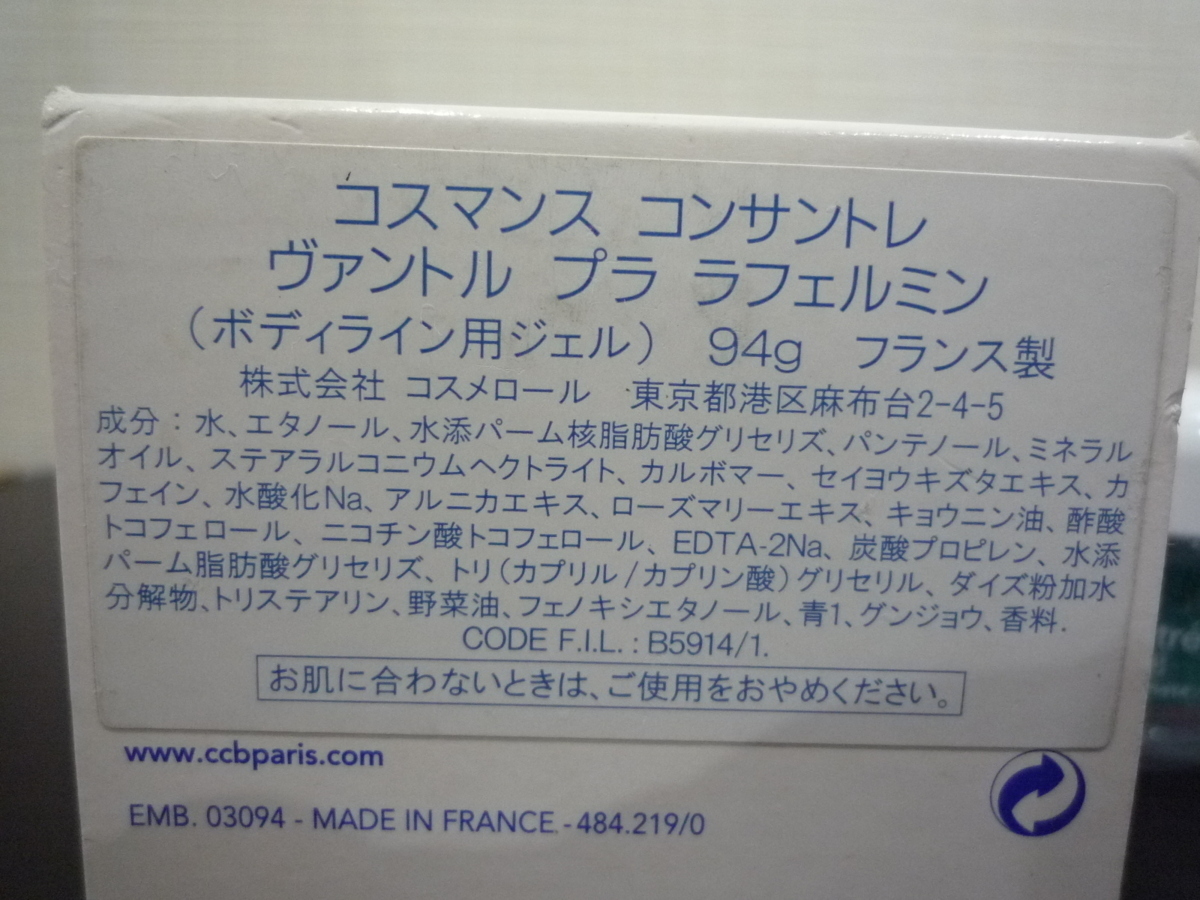 コスマンス コンサントレ
ヴァントル プラ ラフェルミン
（ボディライン用ジェル） 94g フランス製
株式会社 コスメロール 東京都港区麻布台2-4-5
成分：水、エタノール、水添パーム核脂肪酸グリセリズ、パンテノール、ミネラル
オイル、ステアラルコニウムヘクトライト、カルボマー、セイヨウキズタエキス、カ
フェイン、水酸化Na、アルニカエキス、ローズマリーエキス、キョウニン油、酢酸
トコフェロール、ニコチン酸トコフェロール、EDTA-2Na、炭酸プロピレン、水添
パーム脂肪酸グリセリズ、トリ（カプリル/カプリン酸）グリセリル、ダイズ粉加水
分解物、トリステアリン、野菜油、フェノキシエタノール、青1、グンジョウ、香料.
CODE F.I.L. : B5914/1.
お肌に合わないときは、ご使用をおやめください。
www.ccbparis.com
EMB. 03094 - MADE IN FRANCE - 484.219/0